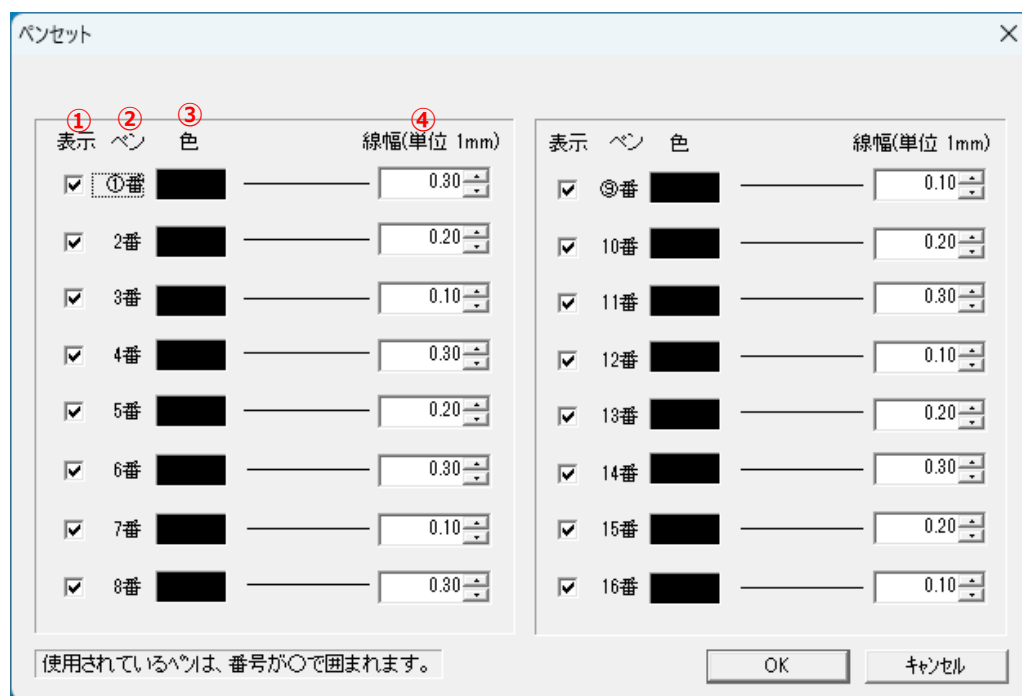 ペンセット
① ② ③ ④
表示 ペン 色 線幅(単位 1mm)
①番 0.30
2番 0.20
3番 0.10
4番 0.30
5番 0.20
6番 0.30
7番 0.10
8番 0.30
表示 ペン 色 線幅(単位 1mm)
⑨番 0.10
10番 0.20
11番 0.30
12番 0.10
13番 0.20
14番 0.30
15番 0.20
16番 0.10
使用されているペンは、番号が〇で囲まれます。
OK キャンセル